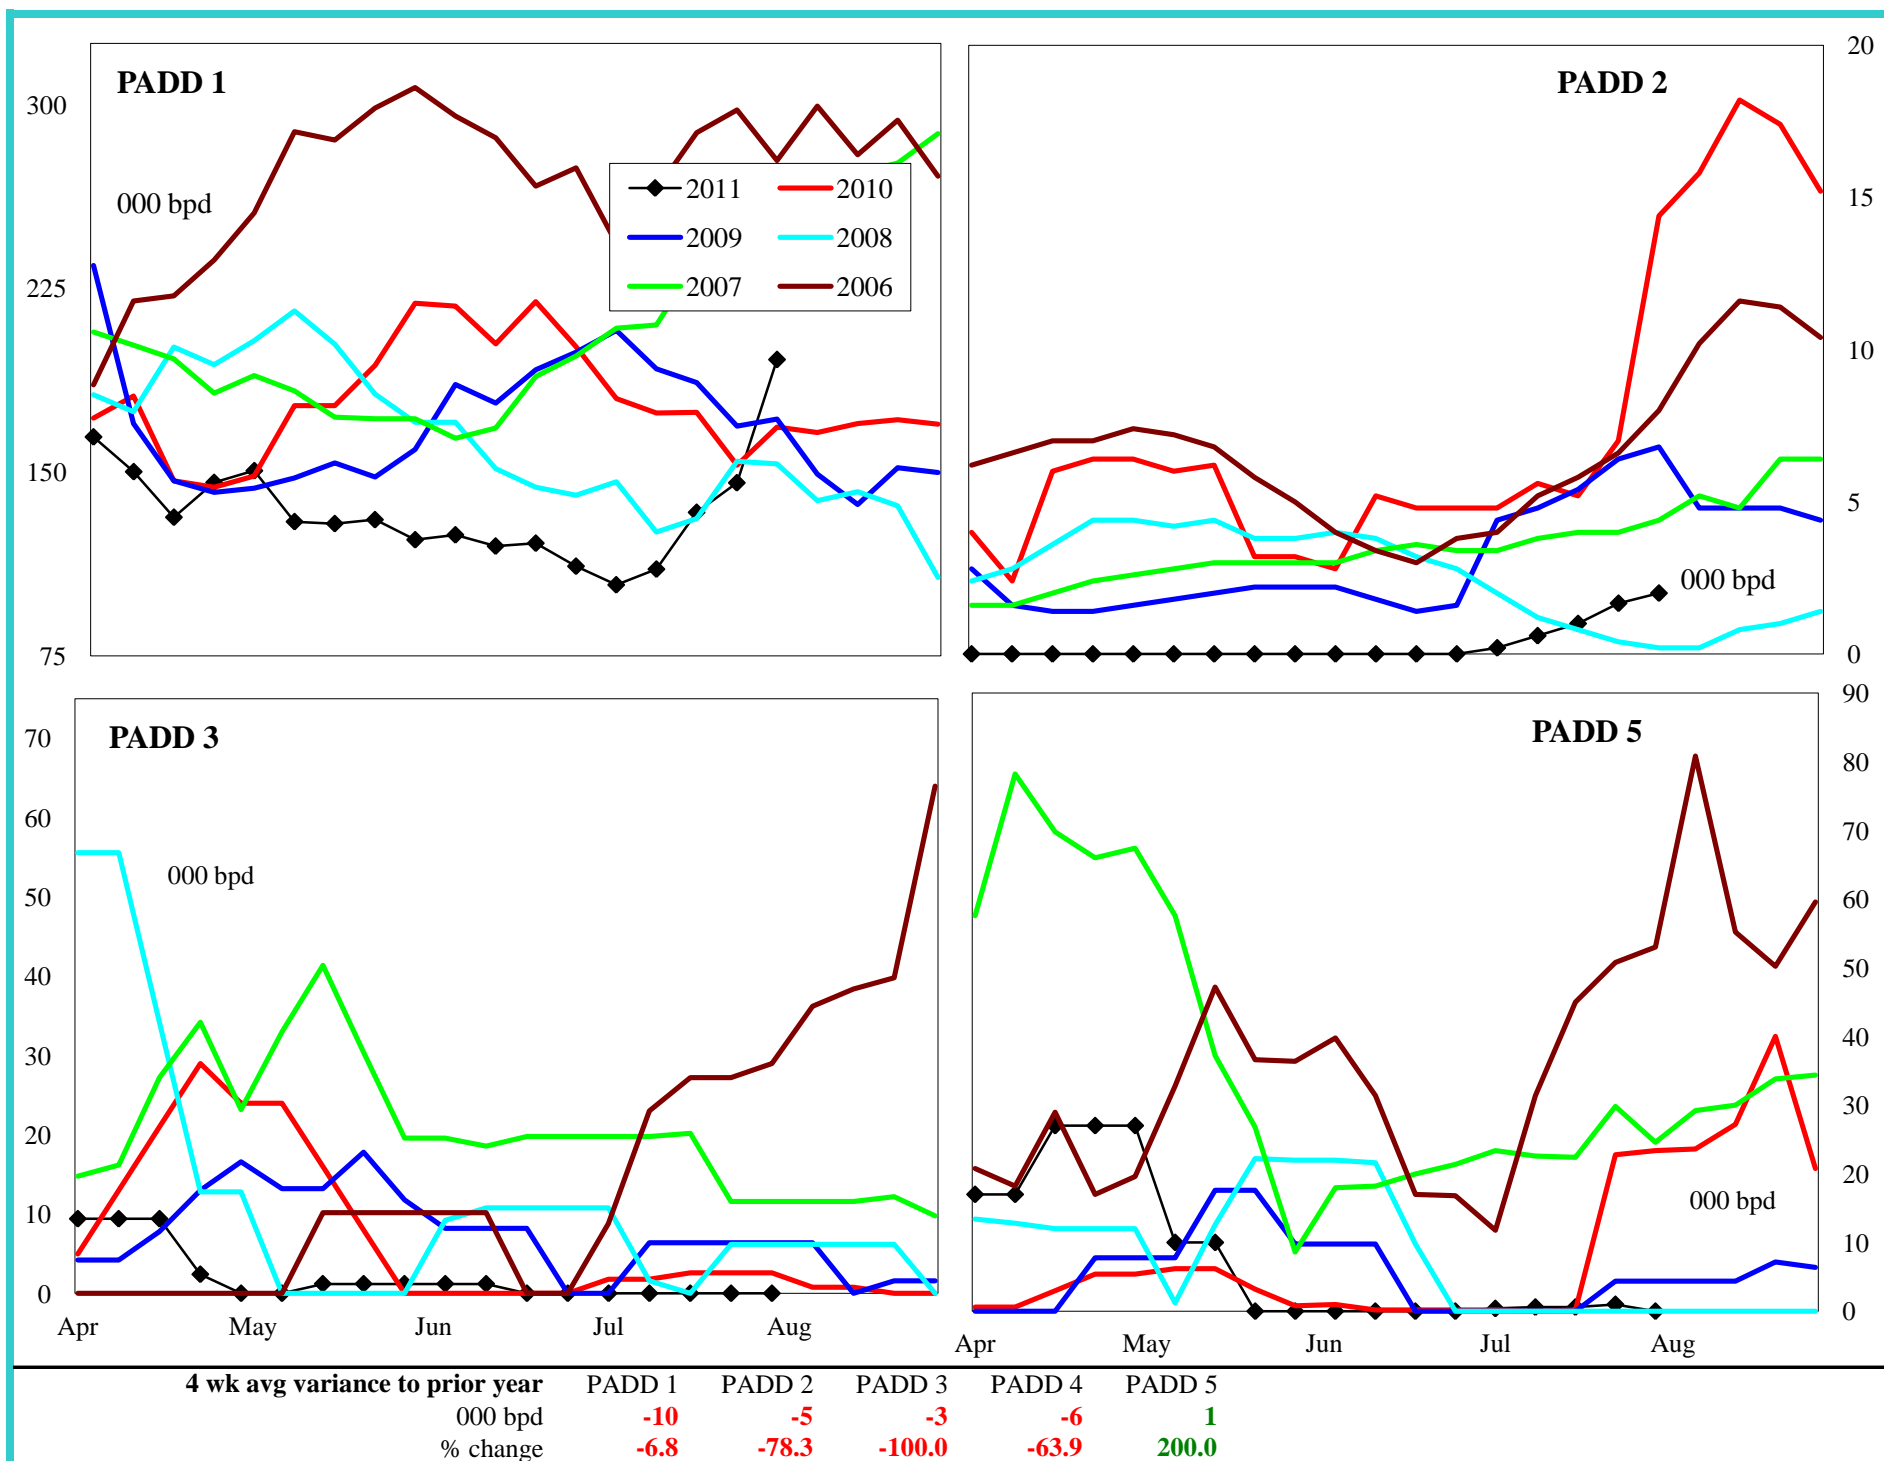 PADD 1
000 bpd
300
225
150
75
2011 2010
2009 2008
2007 2006
PADD 2
000 bpd
20
15
10
5
0
PADD 3
000 bpd
70
60
50
40
30
20
10
0
Apr May Jun Jul Aug
PADD 5
000 bpd
90
80
70
60
50
40
30
20
10
0
Apr May Jun Jul Aug
4 wk avg variance to prior year PADD 1 PADD 2 PADD 3 PADD 4 PADD 5
000 bpd -10 -5 -3 -6 1
% change -6.8 -78.3 -100.0 -63.9 200.0